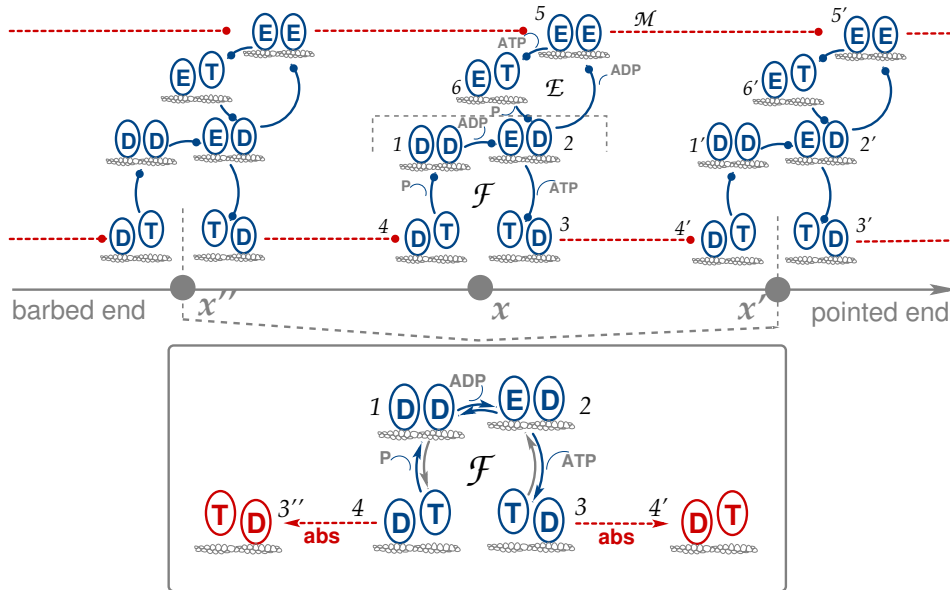 5 ℳ 5'
E E E E E E
ATP
E T E T E T
6 ℰ ADP 6'
P
D D E D 1 D D ADP E D 2 1' D D E D 2'
P ℱ ATP
D T T D 4 D T T D 3 4' D T T D 3'
barbed end x'' x x' pointed end
ADP
1 D D E D 2
P ℱ ATP
T D 3'' 4 D T T D 3 4' D T
abs abs